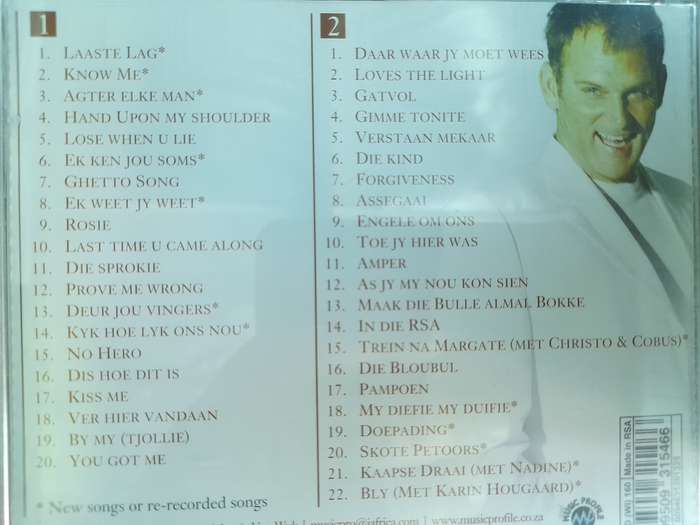 1
1. LAASTE LAG*
2. KNOW ME*
3. AGTER ELKE MAN*
4. HAND UPON MY SHOULDER
5. LOSE WHEN U LIE
6. EK KEN JOU SOMS*
7. GHETTO SONG
8. EK WEET JY WEET*
9. ROSIE
10. LAST TIME U CAME ALONG
11. DIE SPROKIE
12. PROVE ME WRONG
13. DEUR JOU VINGERS*
14. KYK HOE LYK ONS NOU*
15. NO HERO
16. DIS HOE DIT IS
17. KISS ME
18. VER HIER VANDAAN
19. BY MY (TJOLLIE)
20. YOU GOT ME
* New songs or re-recorded songs
2
1. DAAR WAAR JY MOET WEES
2. LOVES THE LIGHT
3. GATVOL
4. GIMME TONITE
5. VERSTAAN MEKAAR
6. DIE KIND
7. FORGIVENESS
8. ASSEGAAI
9. ENGELE OM ONS
10. TOE JY HIER WAS
11. AMPER
12. AS JY MY NOU KON SIEN
13. MAAK DIE BULLE ALMAL BOKKE
14. IN DIE RSA
15. TREIN NA MARGATE (MET CHRISTO & COBUS)*
16. DIE BLOUBUL
17. PAMPOEN
18. MY DIEFIE MY DUIFIE*
19. DOEPADING*
20. SKOTE PETOORS*
21. KAAPSE DRAAI (MET NADINE)*
22. BLY (MET KARIN HOUGAARD)*
160 Made in RSA
9509 315466
MUSIC PROFILE
| www.musicprofile.co.za